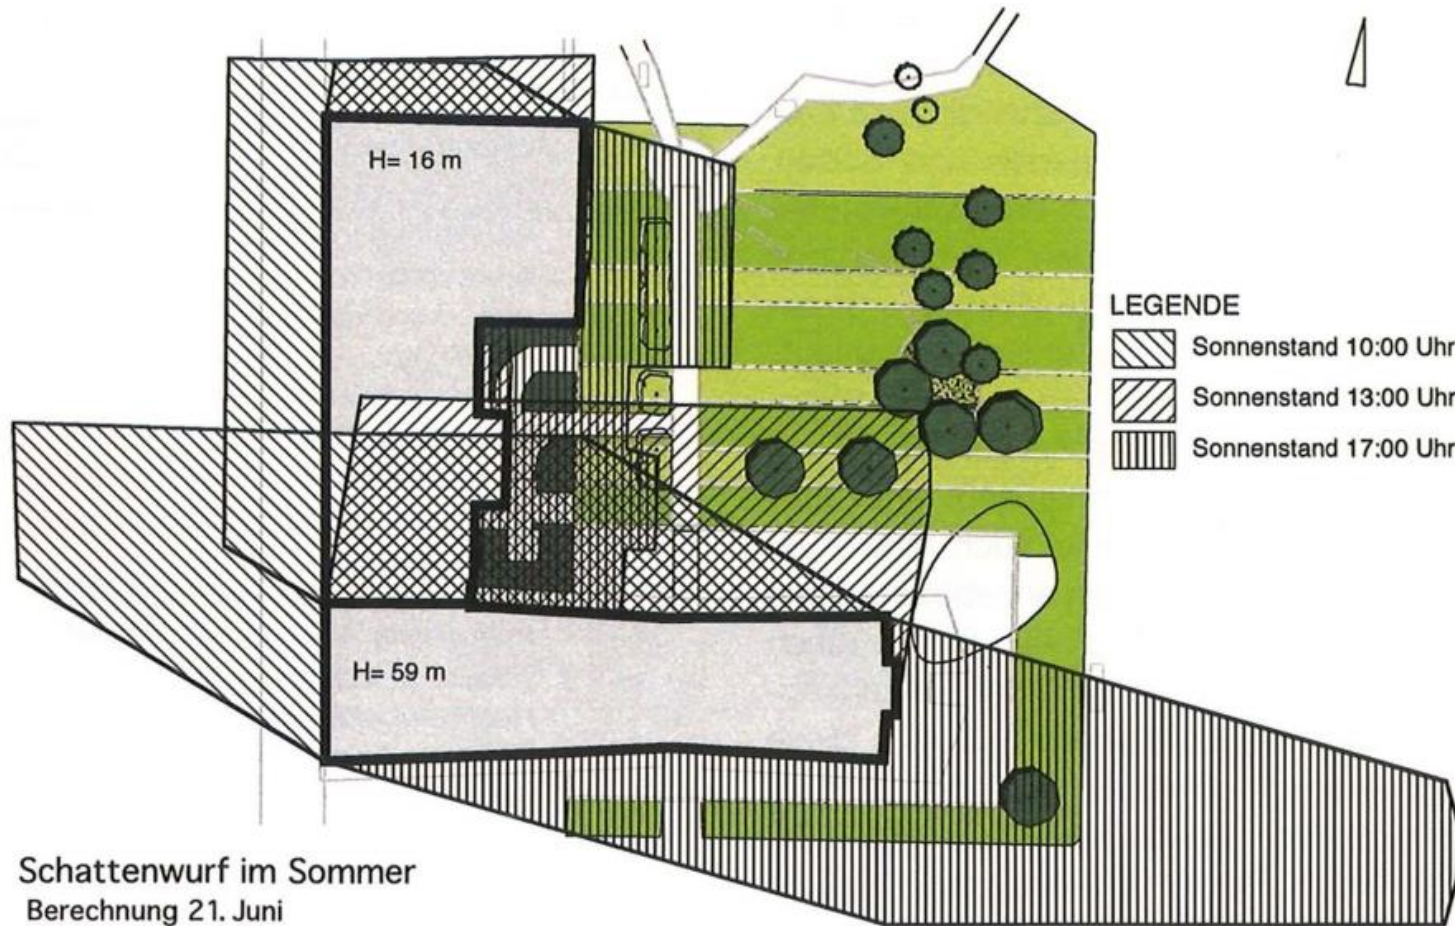 H= 16 m
LEGENDE
Sonnenstand 10:00 Uhr
Sonnenstand 13:00 Uhr
Sonnenstand 17:00 Uhr
H= 59 m
Schattenwurf im Sommer
Berechnung 21. Juni